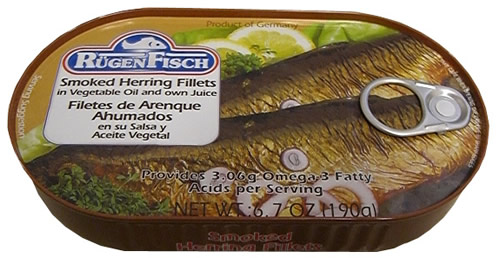 Product of Germany
RÜGENFISCH
Smoked Herring Fillets
in Vegetable Oil and own Juice
Filetes de Arenque
Ahumados
en su Salsa y
Aceite Vegetal
Serving Suggestion
Provides 3.06g Omega-3 Fatty
Acids per Serving
NET WT.: 6.7 OZ (190g)
Smoked
Herring Fillets